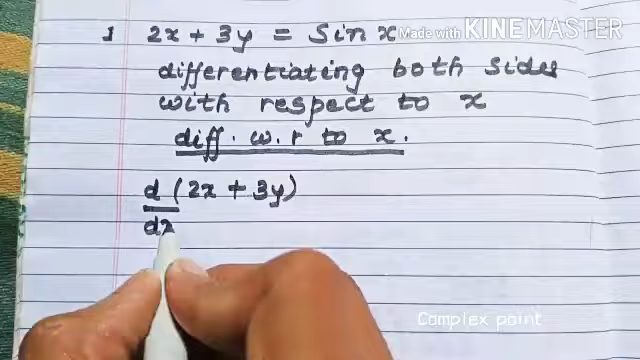 1 2x + 3y = Sin x
Made with KINEMASTER
differentiating both sides
with respect to x
diff. w.r to x.
d (2x + 3y)
dx
Complex point